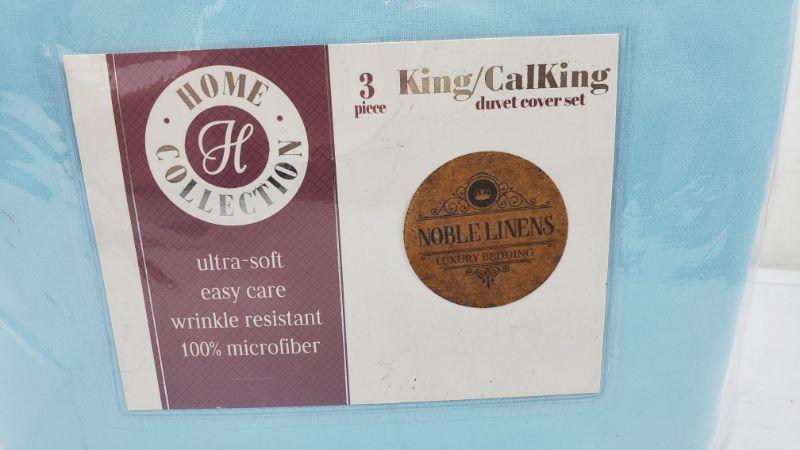 · HOME ·
COLLECTION
H
ultra-soft
easy care
wrinkle resistant
100% microfiber
3
piece
King/CalKing
duvet cover set
NOBLE LINENS
LUXURY BEDDING